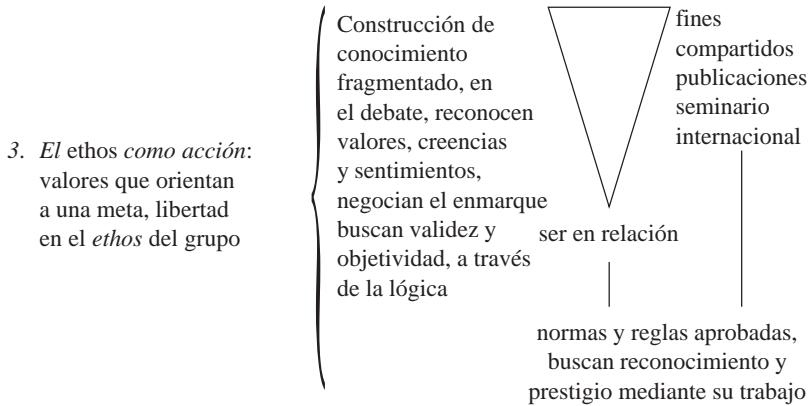 3. El ethos como acción:
valores que orientan
a una meta, libertad
en el ethos del grupo
Construcción de
conocimiento
fragmentado, en
el debate, reconocen
valores, creencias
y sentimientos,
negocian el enmarque
buscan validez y
objetividad, a través
de la lógica
fines
compartidos
publicaciones
seminario
internacional
ser en relación
normas y reglas aprobadas,
buscan reconocimiento y
prestigio mediante su trabajo